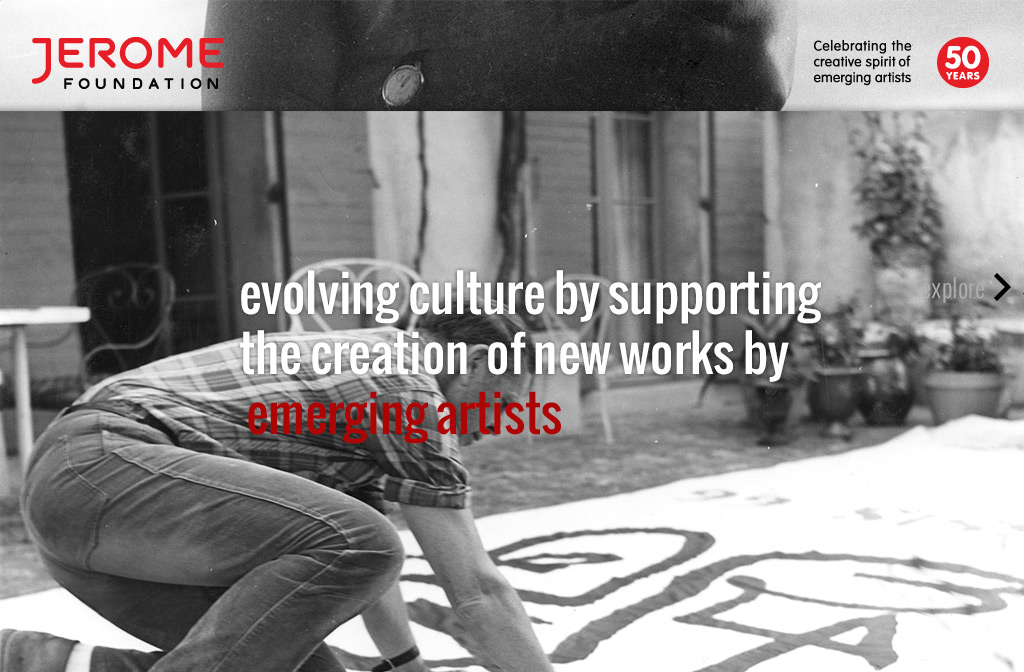 JEROME
FOUNDATION
Celebrating the
creative spirit of
emerging artists
50
YEARS
evolving culture by supporting
the creation of new works by
emerging artists
explore